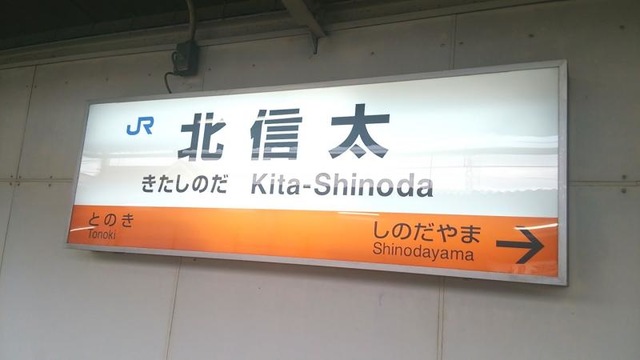 JR 北信太
きたしのだ Kita-Shinoda
とのき
Tonoki
しのだやま →
Shinodayama